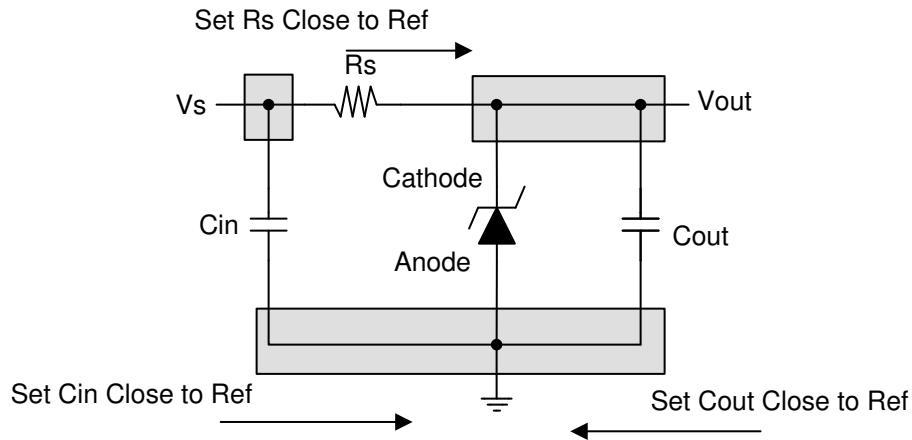 Set Rs Close to Ref
Rs
Vs
Vout
Cathode
Cin
Cout
Anode
Set Cin Close to Ref
Set Cout Close to Ref